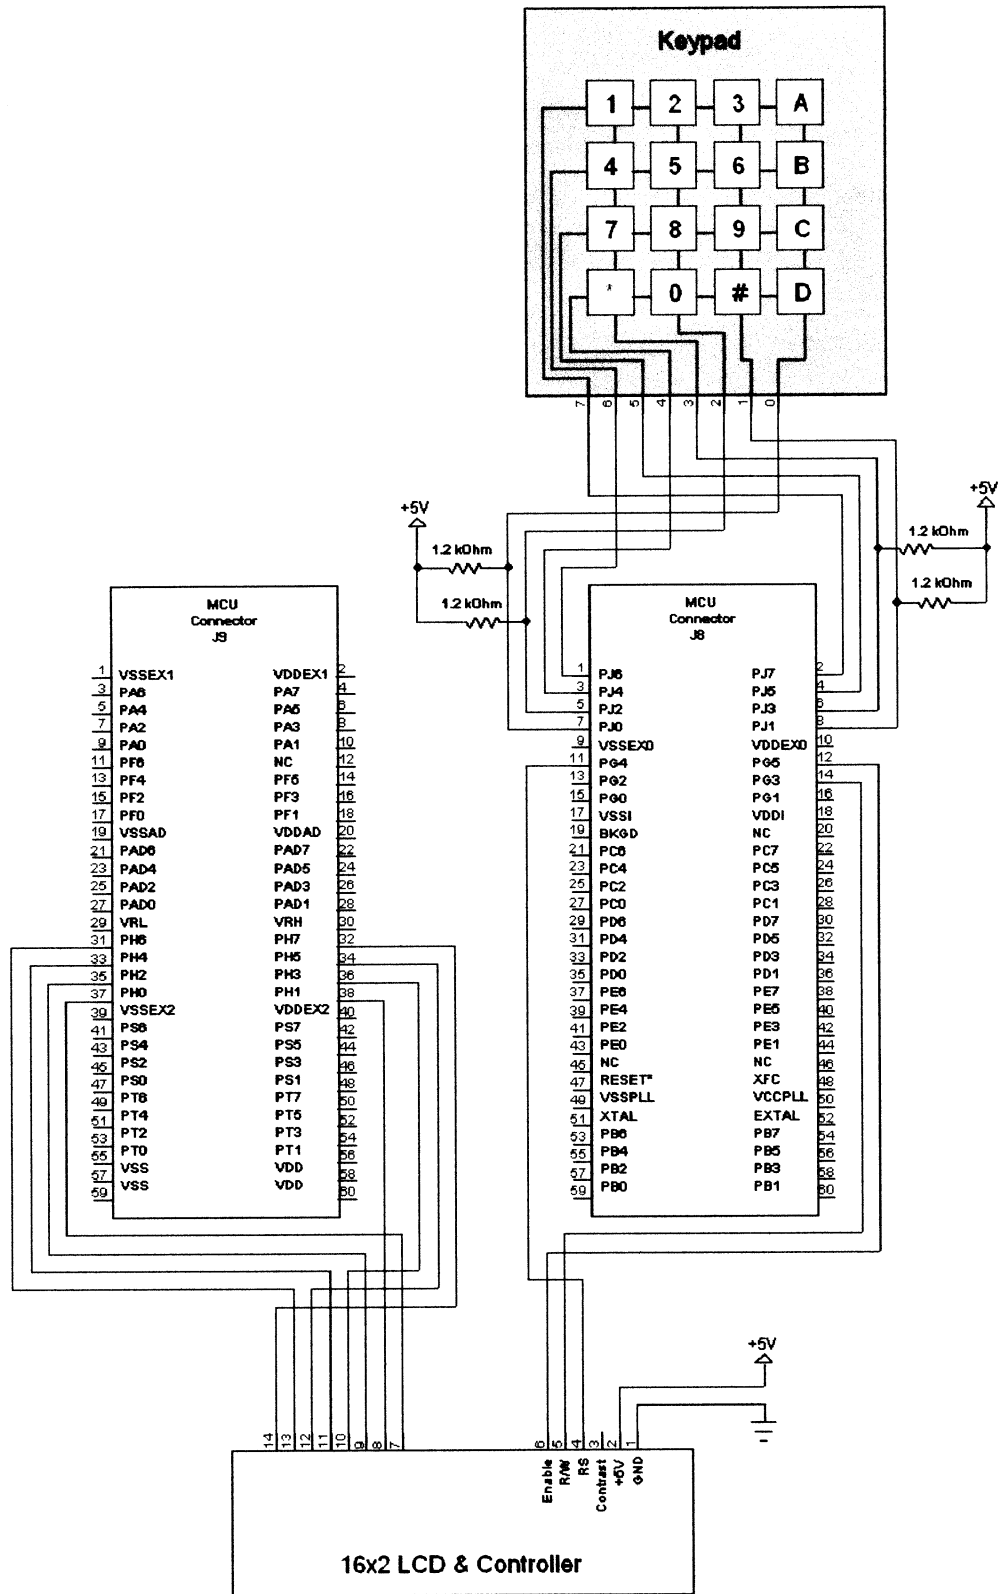 Keypad
1 2 3 A
4 5 6 B
7 8 9 C
* 0 # D
7 6 5 4 3 2 1 0
+5V
1.2 kOhm
1.2 kOhm
+5V
1.2 kOhm
1.2 kOhm
MCU
Connector
J9
1 VSSEX1 VDDEX1 2
3 PA6 PA7 4
5 PA4 PA5 6
7 PA2 PA3 8
9 PA0 PA1 10
11 PF6 NC 12
13 PF4 PF5 14
15 PF2 PF3 16
17 PF0 PF1 18
19 VSSAD VDDAD 20
21 PAD6 PAD7 22
23 PAD4 PAD5 24
25 PAD2 PAD3 26
27 PAD0 PAD1 28
29 VRL VRH 30
31 PH6 PH7 32
33 PH4 PH5 34
35 PH2 PH3 36
37 PH0 PH1 38
39 VSSEX2 VDDEX2 40
41 PS6 PS7 42
43 PS4 PS5 44
45 PS2 PS3 46
47 PS0 PS1 48
49 PT6 PT7 50
51 PT4 PT5 52
53 PT2 PT3 54
55 PT0 PT1 56
57 VSS VDD 58
59 VSS VDD 60
MCU
Connector
J8
1 PJ6 PJ7 2
3 PJ4 PJ5 4
5 PJ2 PJ3 6
7 PJ0 PJ1 8
9 VSSEX0 VDDEX0 10
11 PG4 PG5 12
13 PG2 PG3 14
15 PG0 PG1 16
17 VSSI VDDI 18
19 BKGD NC 20
21 PC6 PC7 22
23 PC4 PC5 24
25 PC2 PC3 26
27 PC0 PC1 28
29 PD6 PD7 30
31 PD4 PD5 32
33 PD2 PD3 34
35 PD0 PD1 36
37 PE6 PE7 38
39 PE4 PE5 40
41 PE2 PE3 42
43 PE0 PE1 44
45 NC NC 46
47 RESET* XFC 48
49 VSSPLL VCCPLL 50
51 XTAL EXTAL 52
53 PB6 PB7 54
55 PB4 PB5 56
57 PB2 PB3 58
59 PB0 PB1 60
+5V
14 13 12 11 10 9 8 7 6 5 4 3 2 1
Enable R/W RS Contrast +5V GND
16x2 LCD & Controller